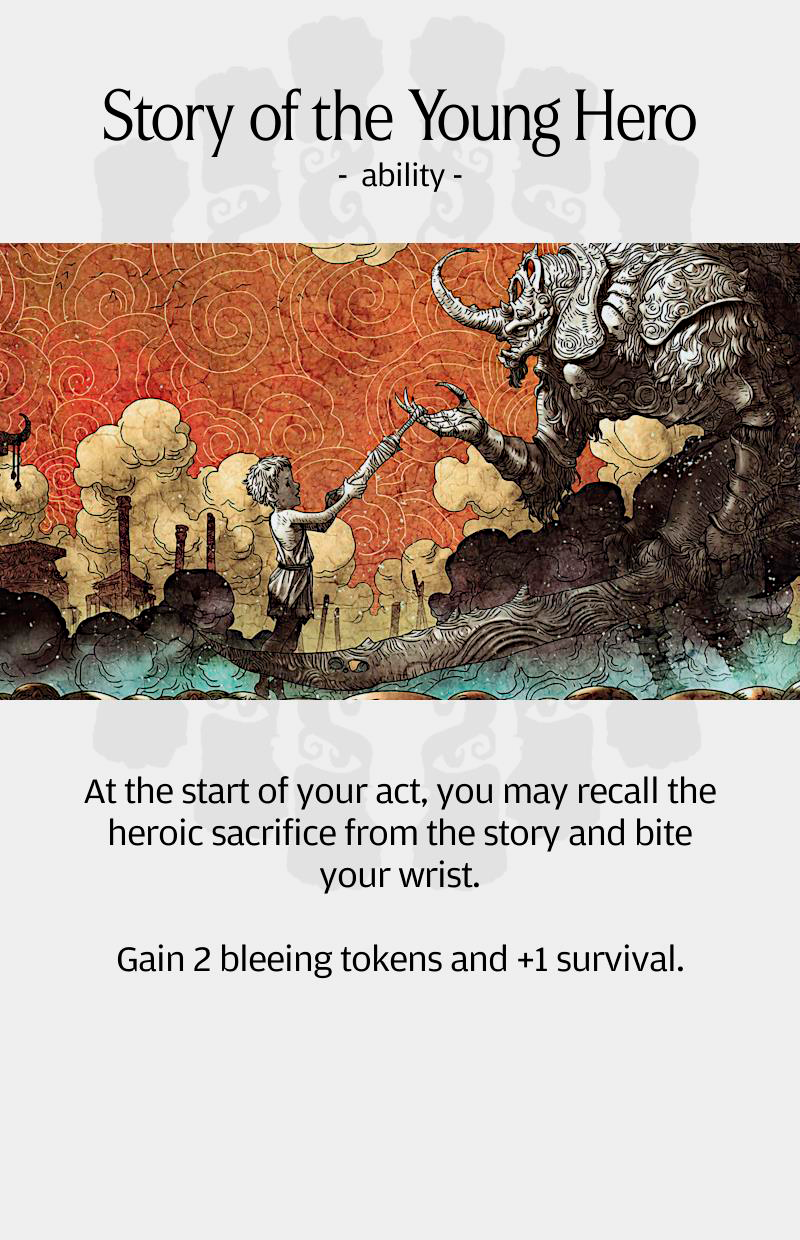 Story of the Young Hero
- ability -
At the start of your act, you may recall the
heroic sacrifice from the story and bite
your wrist.
Gain 2 bleeing tokens and +1 survival.